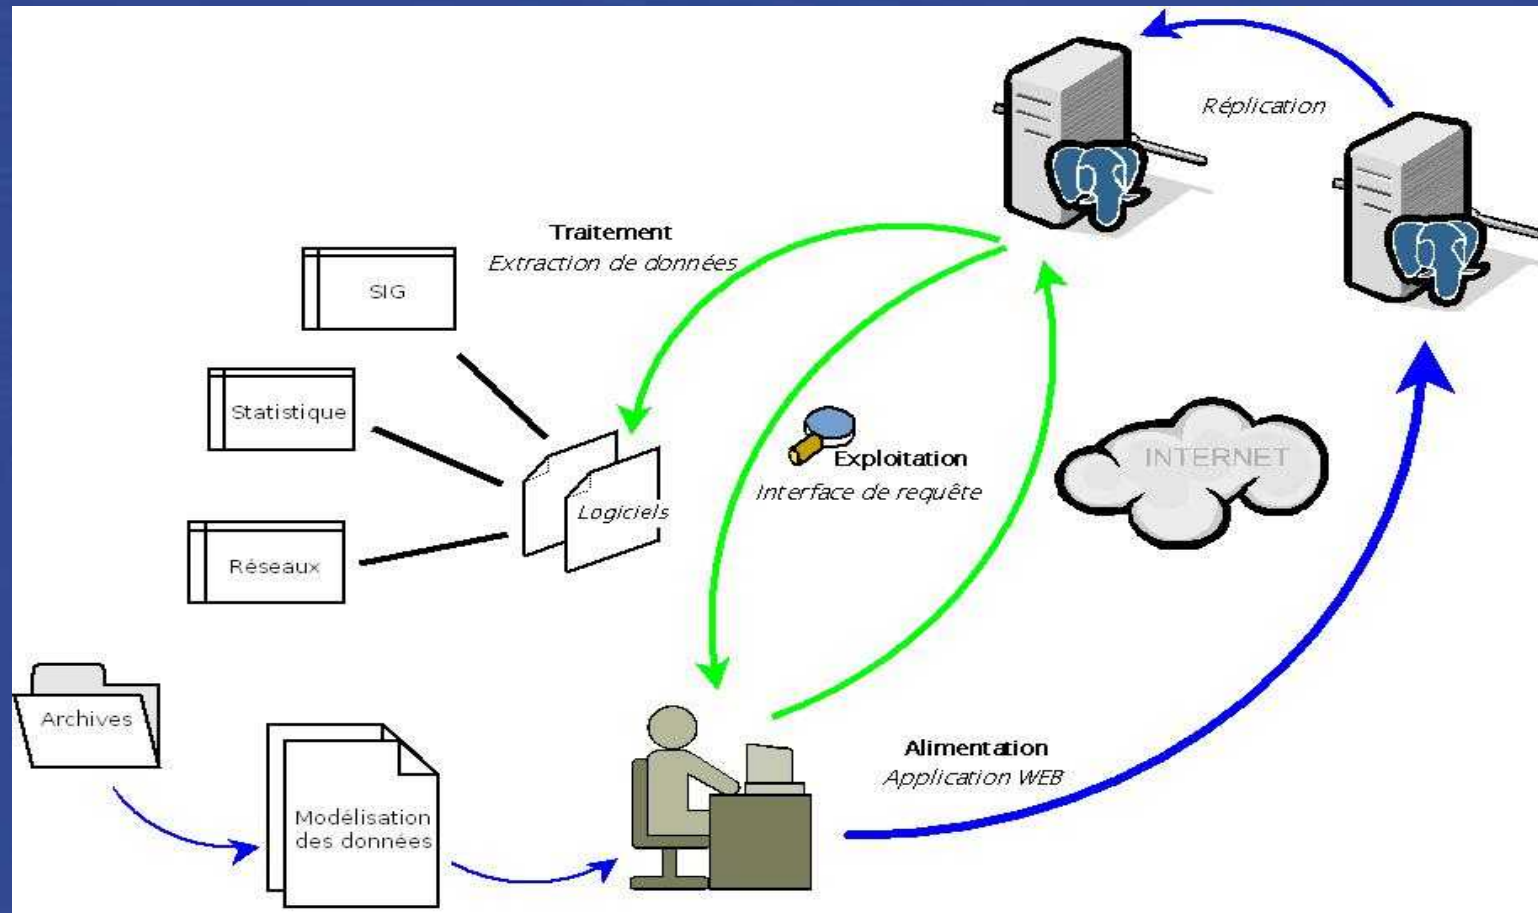 Réplication
Traitement
Extraction de données
SIG
Statistique
Exploitation
Interface de requête
INTERNET
Logiciels
Réseaux
Archives
Alimentation
Application WEB
Modélisation
des données